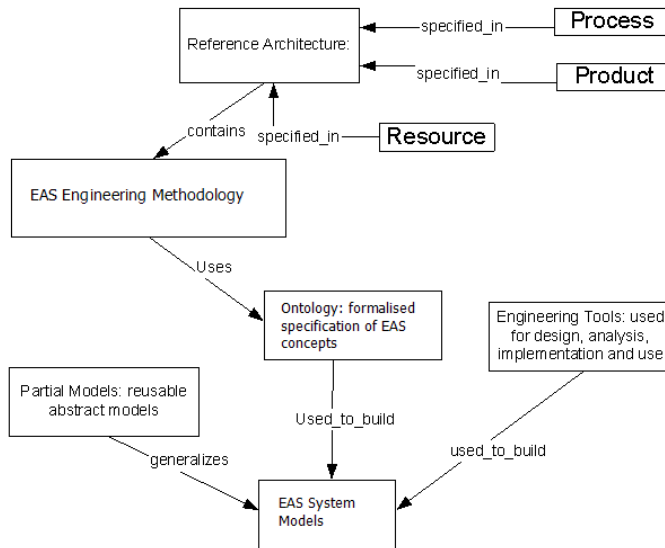 specified_in
Process
Reference Architecture:
specified_in
Product
contains
specified_in
Resource
EAS Engineering Methodology
Uses
Ontology: formalised
specification of EAS
concepts
Engineering Tools: used
for design, analysis,
implementation and use
Partial Models: reusable
abstract models
Used_to_build
used_to_build
generalizes
EAS System
Models